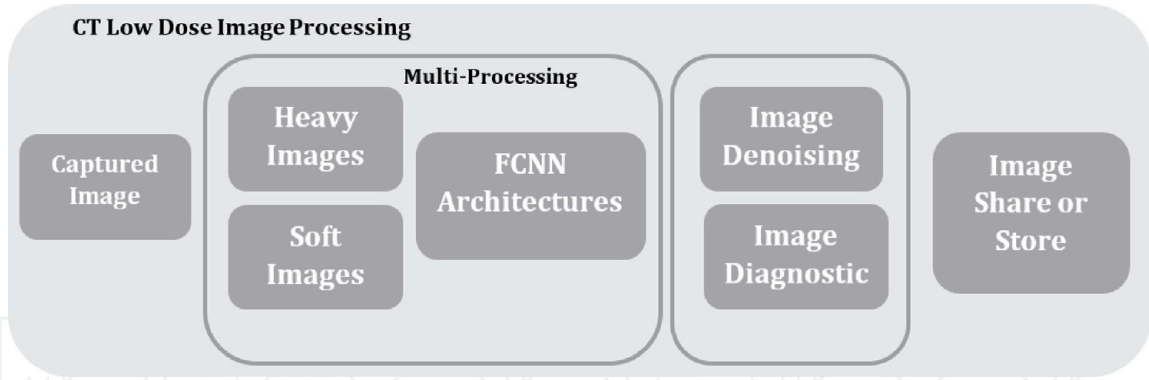 CT Low Dose Image Processing
Captured
Image
Multi-Processing
Heavy
Images
Soft
Images
FCNN
Architectures
Image
Denoising
Image
Diagnostic
Image
Share or
Store